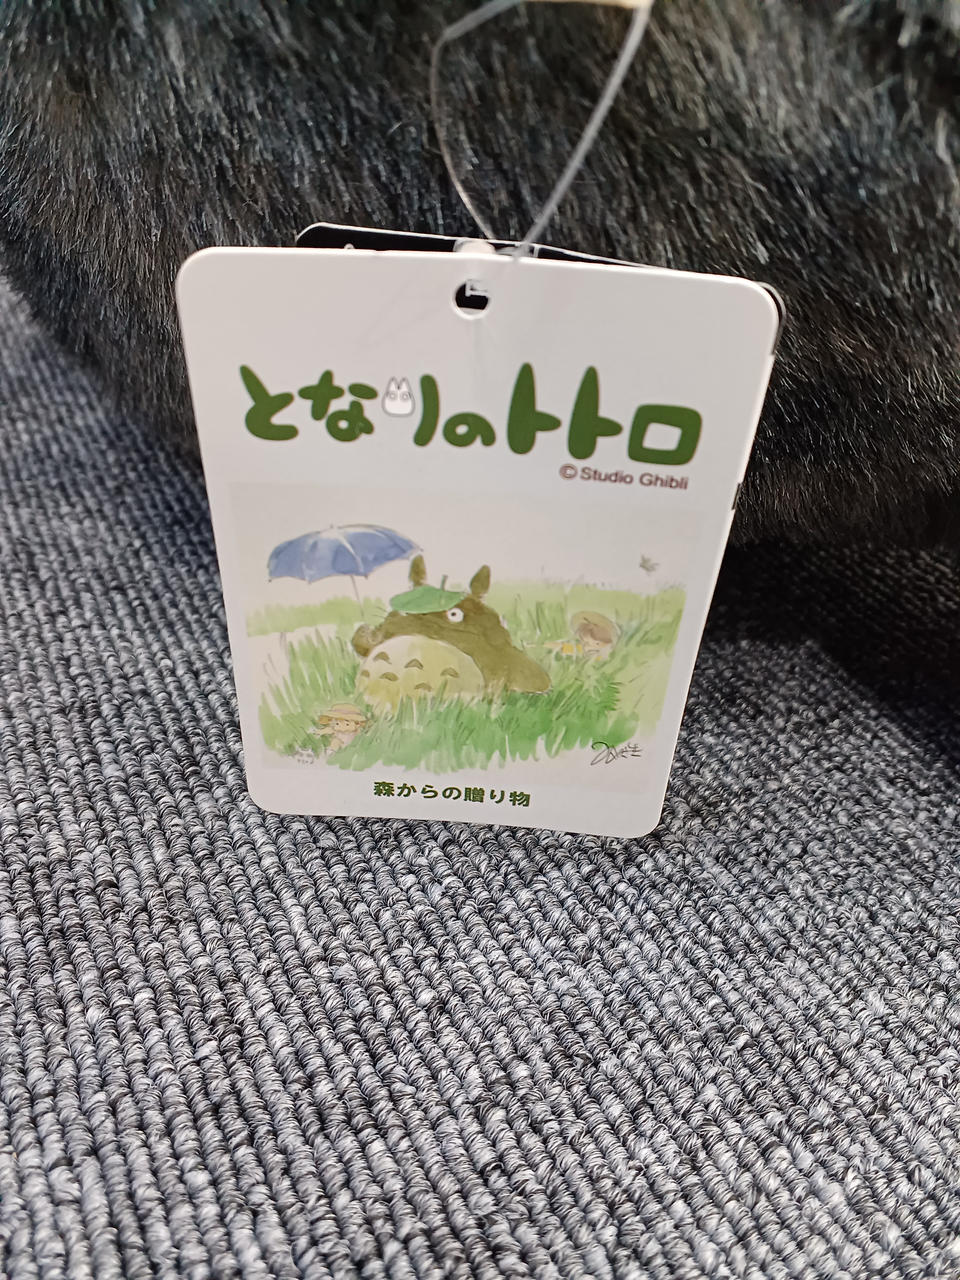 となりのトトロ
©Studio Ghibli
森からの贈り物